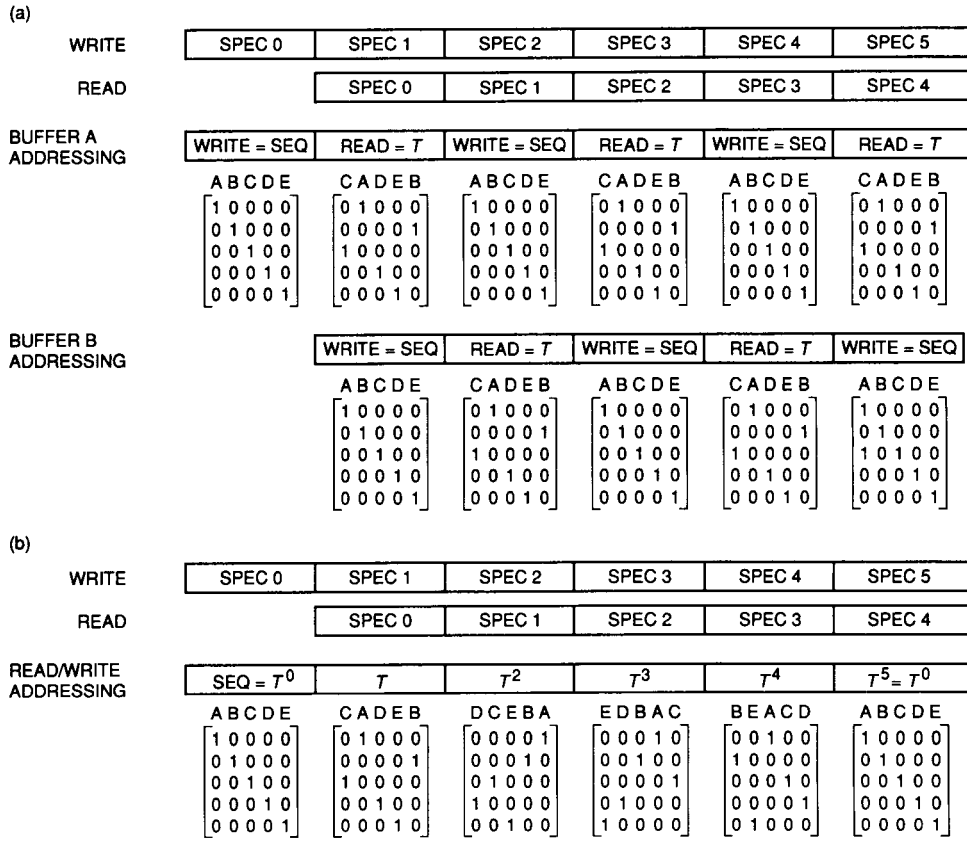 (a)
WRITE SPEC 0 SPEC 1 SPEC 2 SPEC 3 SPEC 4 SPEC 5
READ SPEC 0 SPEC 1 SPEC 2 SPEC 3 SPEC 4
BUFFER A
ADDRESSING WRITE = SEQ READ = T WRITE = SEQ READ = T WRITE = SEQ READ = T
A B C D E C A D E B A B C D E C A D E B A B C D E C A D E B
1 0 0 0 0 0 1 0 0 0 1 0 0 0 0 0 1 0 0 0 1 0 0 0 0 0 1 0 0 0
0 1 0 0 0 0 0 0 0 1 0 1 0 0 0 0 0 0 0 1 0 1 0 0 0 0 0 0 0 1
0 0 1 0 0 1 0 0 0 0 0 0 1 0 0 1 0 0 0 0 0 0 1 0 0 1 0 0 0 0
0 0 0 1 0 0 0 1 0 0 0 0 0 1 0 0 0 1 0 0 0 0 0 1 0 0 0 1 0 0
0 0 0 0 1 0 0 0 1 0 0 0 0 0 1 0 0 0 1 0 0 0 0 0 1 0 0 0 1 0
BUFFER B
ADDRESSING WRITE = SEQ READ = T WRITE = SEQ READ = T WRITE = SEQ
A B C D E C A D E B A B C D E C A D E B A B C D E
1 0 0 0 0 0 1 0 0 0 1 0 0 0 0 0 1 0 0 0 1 0 0 0 0
0 1 0 0 0 0 0 0 0 1 0 1 0 0 0 0 0 0 0 1 0 1 0 0 0
0 0 1 0 0 1 0 0 0 0 0 0 1 0 0 1 0 0 0 0 1 0 1 0 0
0 0 0 1 0 0 0 1 0 0 0 0 0 1 0 0 0 1 0 0 0 0 0 1 0
0 0 0 0 1 0 0 0 1 0 0 0 0 0 1 0 0 0 1 0 0 0 0 0 1
(b)
WRITE SPEC 0 SPEC 1 SPEC 2 SPEC 3 SPEC 4 SPEC 5
READ SPEC 0 SPEC 1 SPEC 2 SPEC 3 SPEC 4
READ/WRITE
ADDRESSING SEQ = T⁰ T T² T³ T⁴ T⁵ = T⁰
A B C D E C A D E B D C E B A E D B A C B E A C D A B C D E
1 0 0 0 0 0 1 0 0 0 0 0 0 0 1 0 0 0 1 0 0 0 1 0 0 1 0 0 0 0
0 1 0 0 0 0 0 0 0 1 0 0 0 1 0 0 0 1 0 0 1 0 0 0 0 0 1 0 0 0
0 0 1 0 0 1 0 0 0 0 0 1 0 0 0 0 0 0 0 1 0 0 0 1 0 0 0 1 0 0
0 0 0 1 0 0 0 1 0 0 1 0 0 0 0 0 1 0 0 0 0 0 0 0 1 0 0 0 1 0
0 0 0 0 1 0 0 0 1 0 0 0 1 0 0 1 0 0 0 0 0 1 0 0 0 0 0 0 0 1